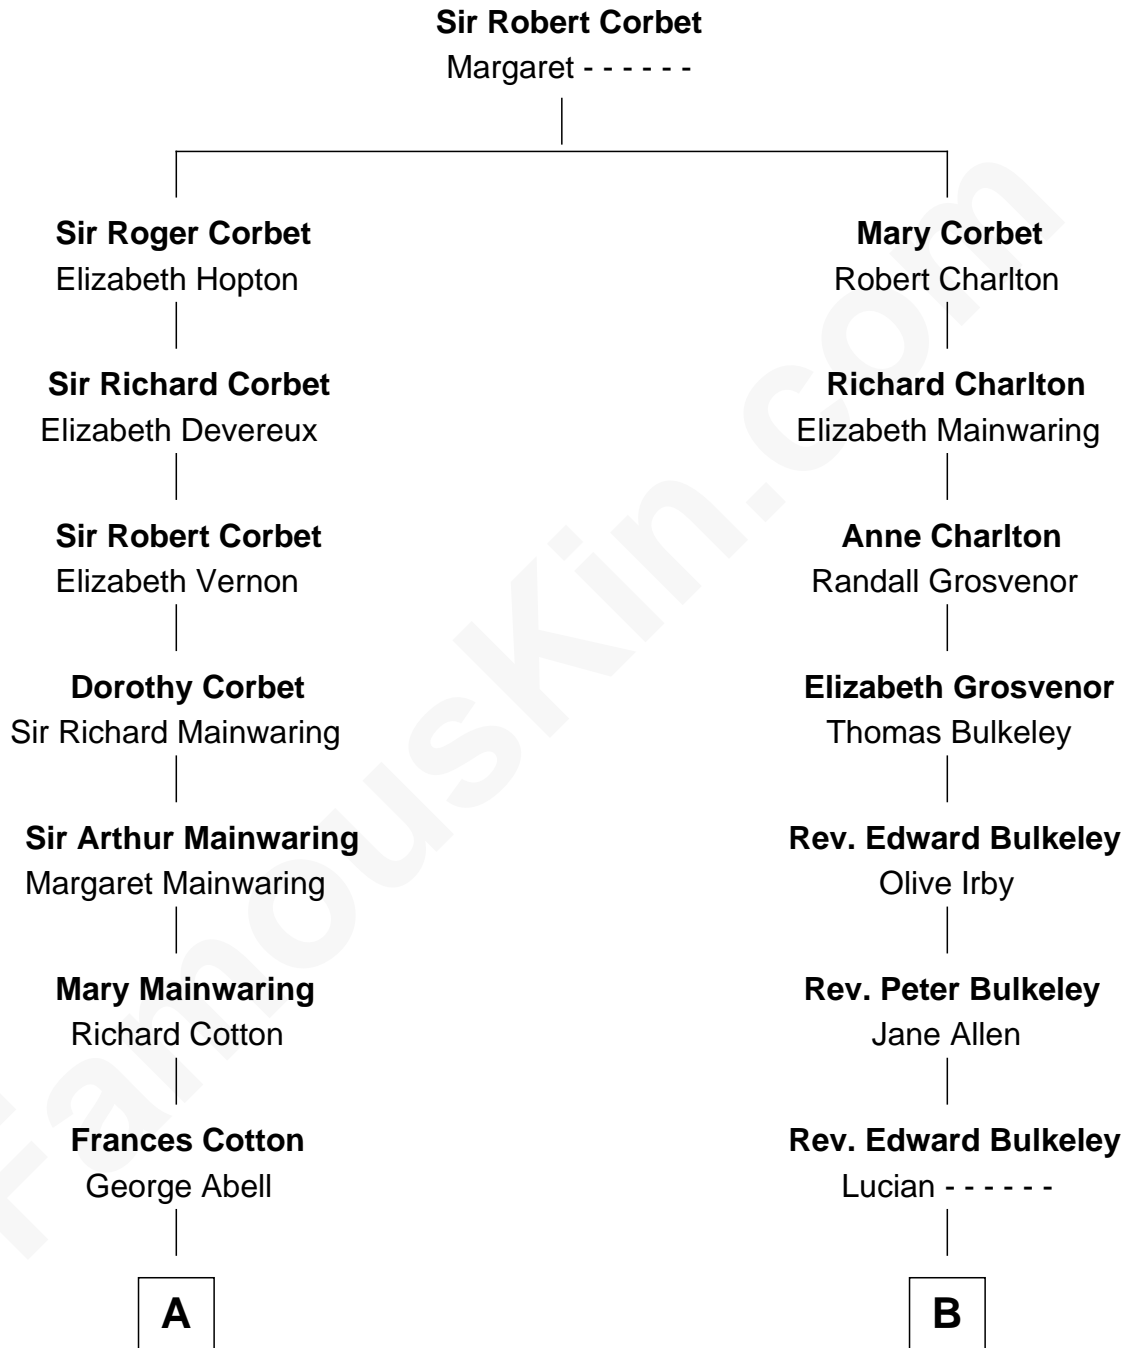 Sir Robert Corbet
Margaret - - - - - -
Sir Roger Corbet
Elizabeth Hopton
Mary Corbet
Robert Charlton
Sir Richard Corbet
Elizabeth Devereux
Richard Charlton
Elizabeth Mainwaring
Sir Robert Corbet
Elizabeth Vernon
Anne Charlton
Randall Grosvenor
Dorothy Corbet
Sir Richard Mainwaring
Elizabeth Grosvenor
Thomas Bulkeley
Sir Arthur Mainwaring
Margaret Mainwaring
Rev. Edward Bulkeley
Olive Irby
Mary Mainwaring
Richard Cotton
Rev. Peter Bulkeley
Jane Allen
Frances Cotton
George Abell
Rev. Edward Bulkeley
Lucian - - - - - -
A
B
FamousKin.com